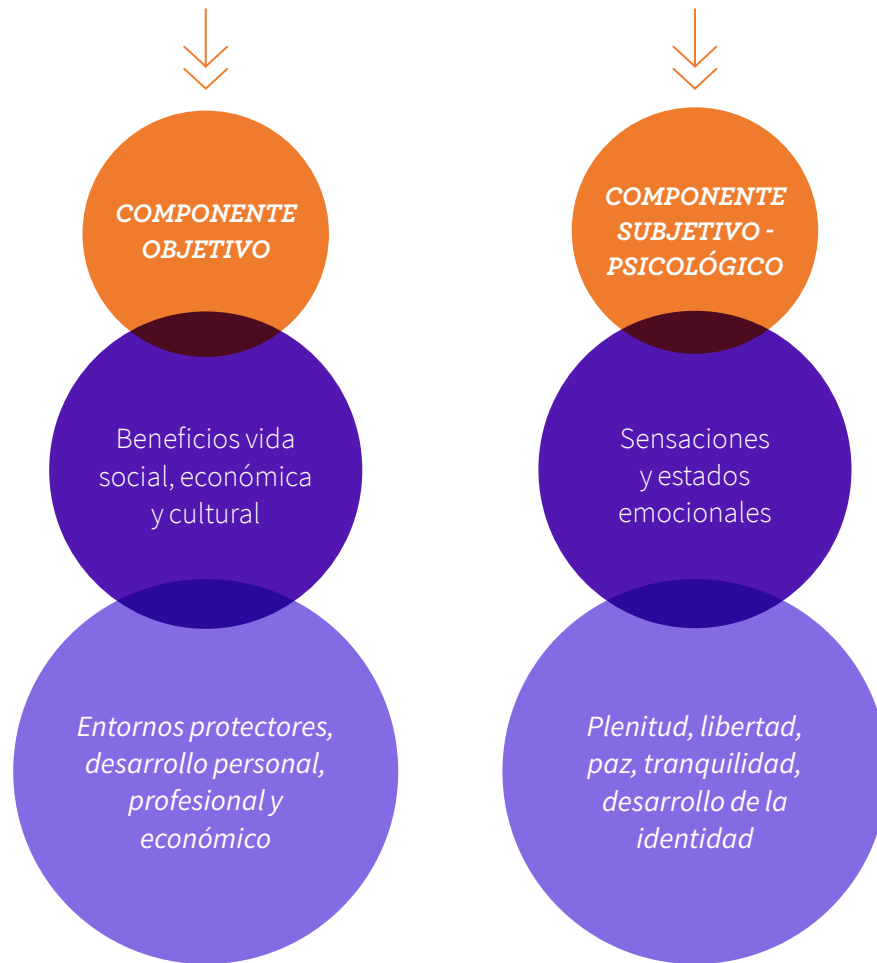 COMPONENTE
OBJETIVO
Beneficios vida
social, económica
y cultural
Entornos protectores,
desarrollo personal,
profesional y
económico
COMPONENTE
SUBJETIVO -
PSICOLÓGICO
Sensaciones
y estados
emocionales
Plenitud, libertad,
paz, tranquilidad,
desarrollo de la
identidad